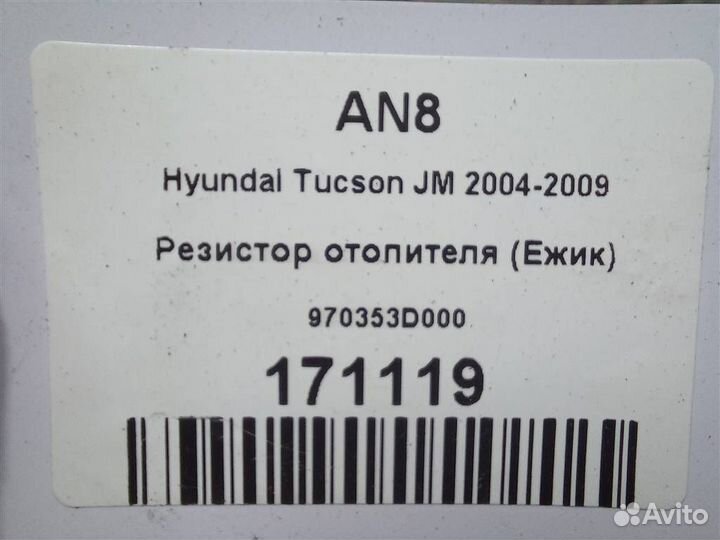 AN8
Hyundai Tucson JM 2004-2009
Резистор отопителя (Ежик)
970353D000
171119
Avito